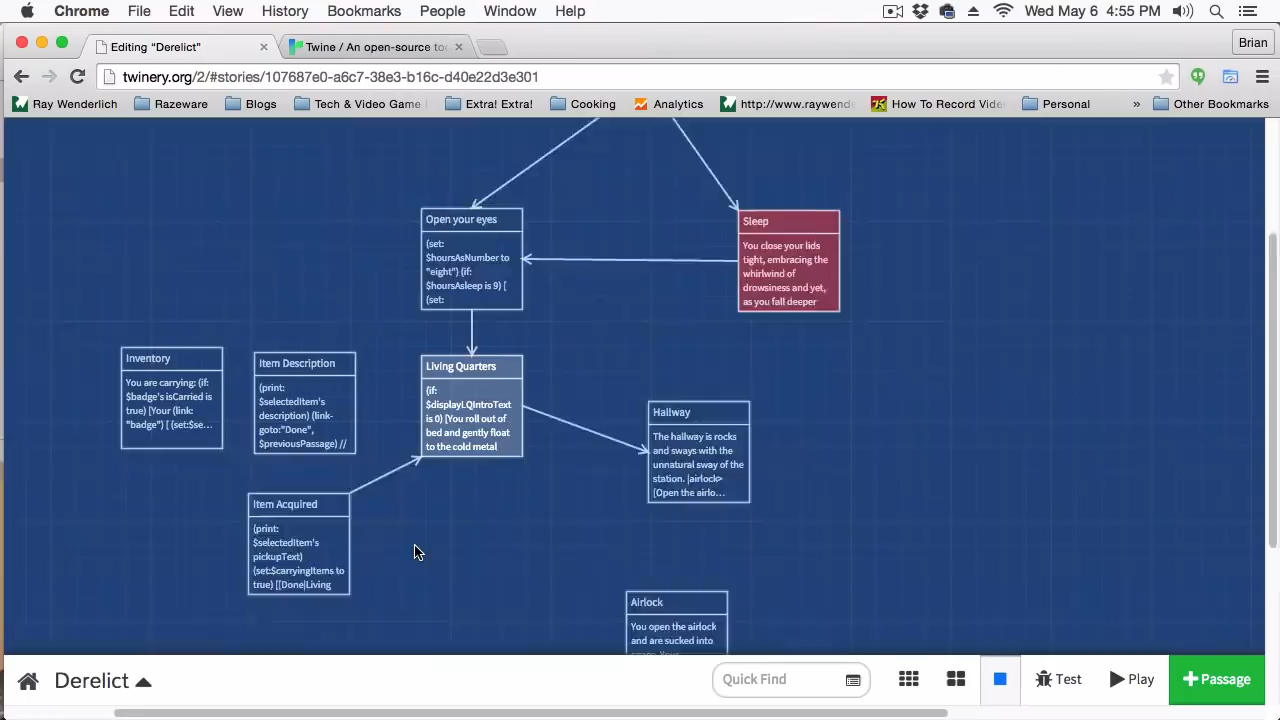 Chrome File Edit View History Bookmarks People Window Help Wed May 6 4:55 PM
Editing "Derelict" Twine / An open-source to Brian
twinery.org/2/#stories/107687e0-a6c7-38e3-b16c-d40e22d3e301
Ray Wenderlich Razeware Blogs Tech & Video Game Extra! Extra! Cooking Analytics http://www.raywende How To Record Vide Personal » Other Bookmarks
Open your eyes
(set:
$hoursAsNumber to
"eight") (if:
$hoursAsleep is 9) [
(set:
Sleep
You close your lids
tight, embracing the
whirlwind of
drowsiness and yet,
as you fall deeper
Inventory
You are carrying: (if:
$badge's isCarried is
true) [Your (link:
"badge") [ (set:$se...
Item Description
(print:
$selectedItem's
description) (link-
goto:"Done",
$previousPassage) //
Living Quarters
(if:
$displayLQIntroText
is 0) [You roll out of
bed and gently float
to the cold metal
Hallway
The hallway is rocks
and sways with the
unnatural sway of the
station. |airlock>
[Open the airlo...
Item Acquired
(print:
$selectedItem's
pickupText)
(set:$carryingItems to
true) [[Done|Living
Airlock
You open the airlock
and are sucked into
Derelict Quick Find Test Play +Passage